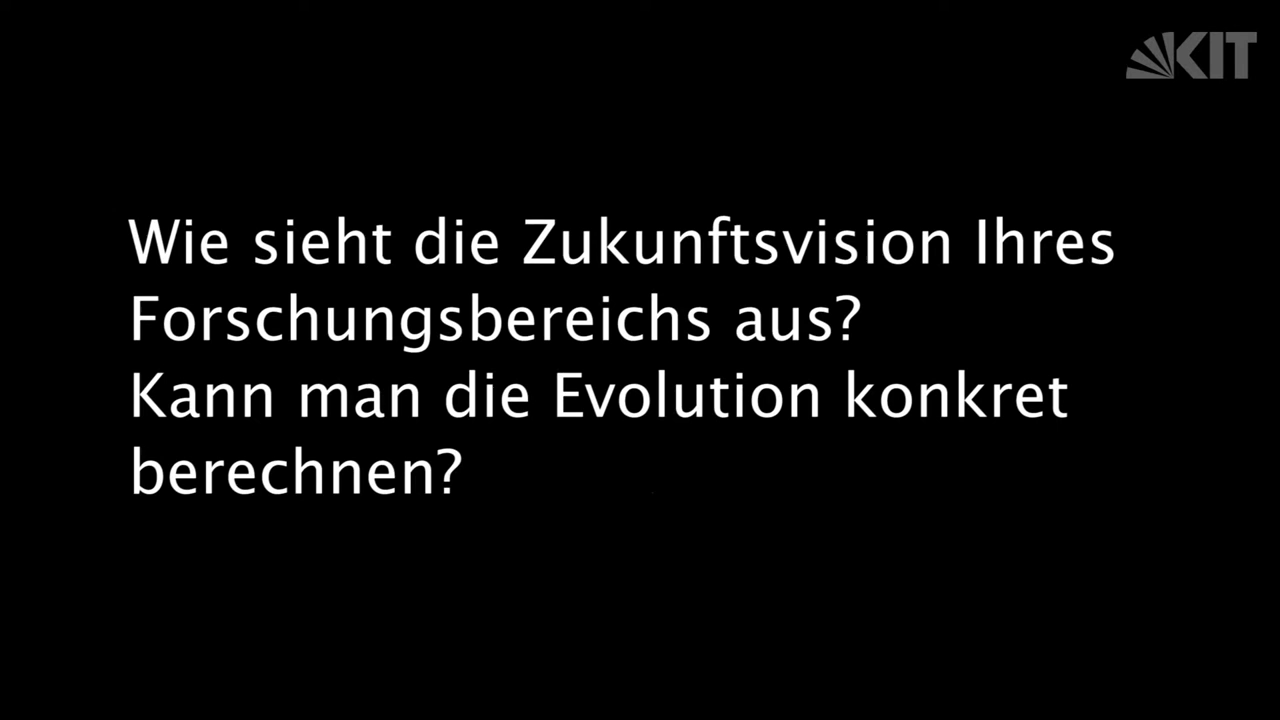 KIT
Wie sieht die Zukunftsvision Ihres
Forschungsbereichs aus?
Kann man die Evolution konkret
berechnen?